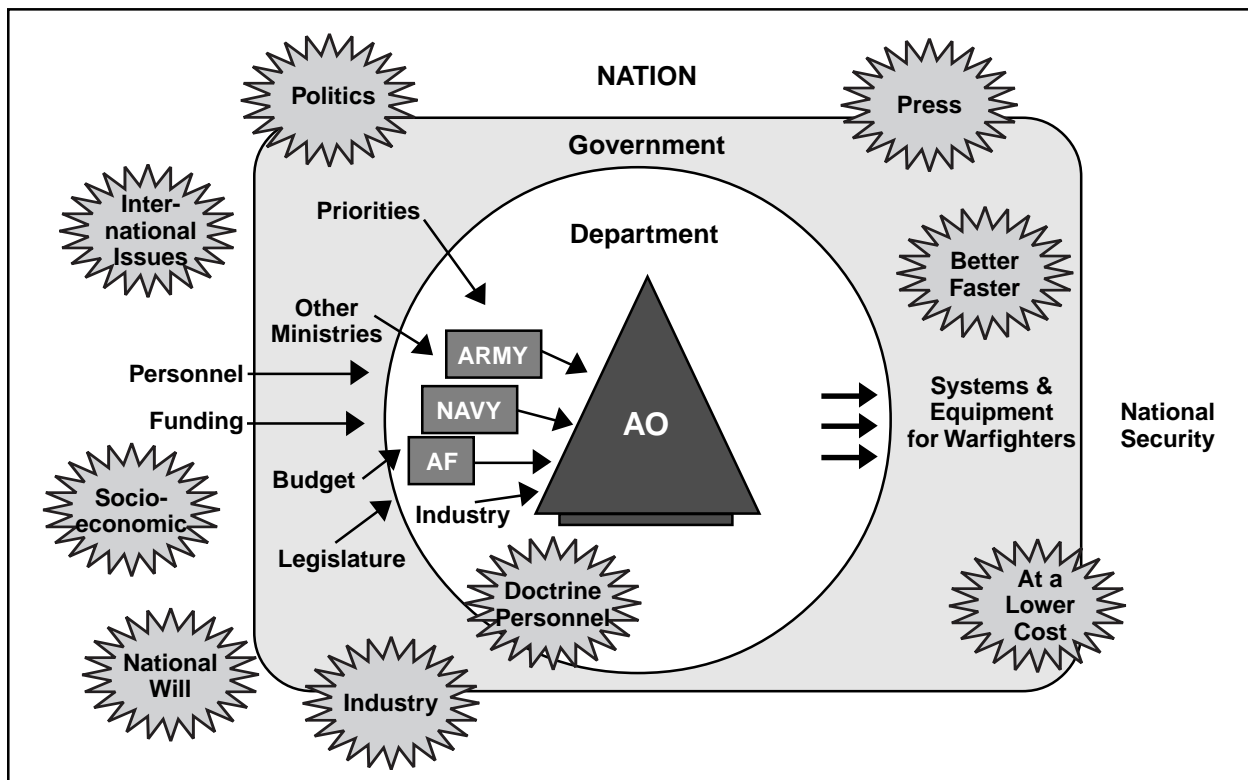 NATION
Politics
Press
Government
Inter-
national
Issues
Priorities
Department
Better
Faster
Other
Ministries
ARMY
Personnel
NAVY
Funding
AO
Systems &
Equipment
for Warfighters
National
Security
AF
Budget
Industry
Socio-
economic
Legislature
Doctrine
Personnel
At a
Lower
Cost
National
Will
Industry